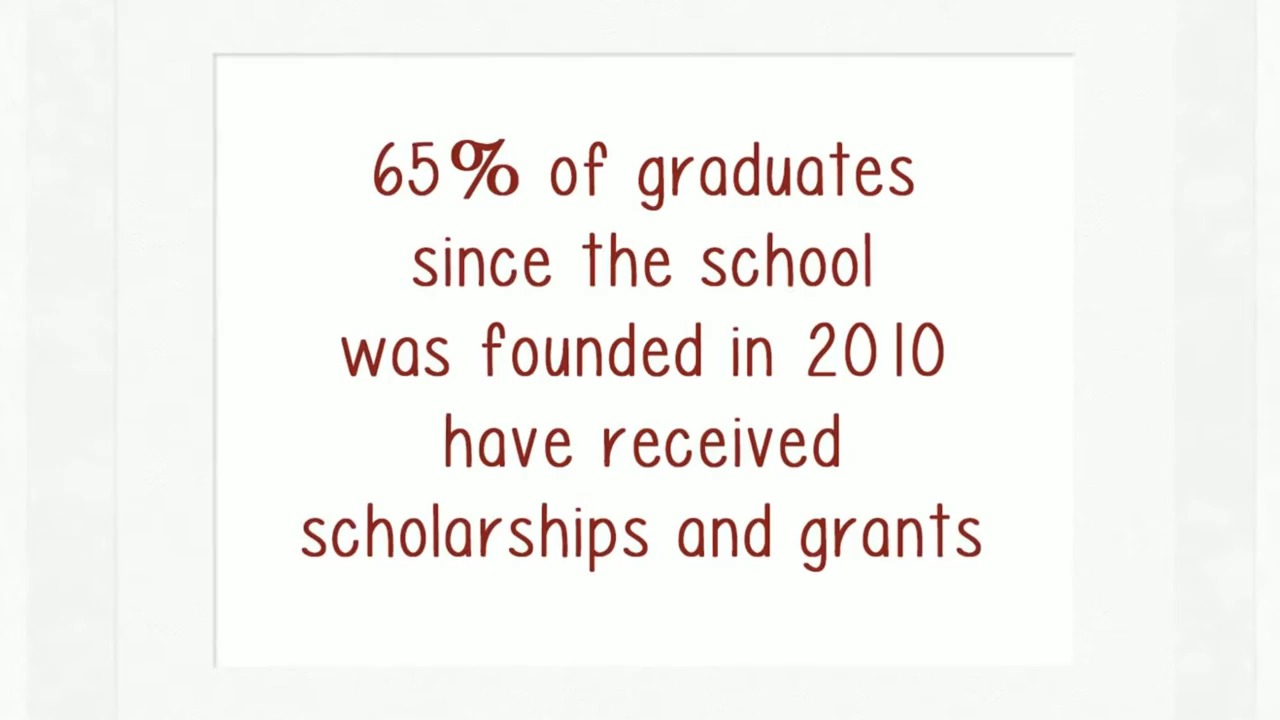 65% of graduates
since the school
was founded in 2010
have received
scholarships and grants